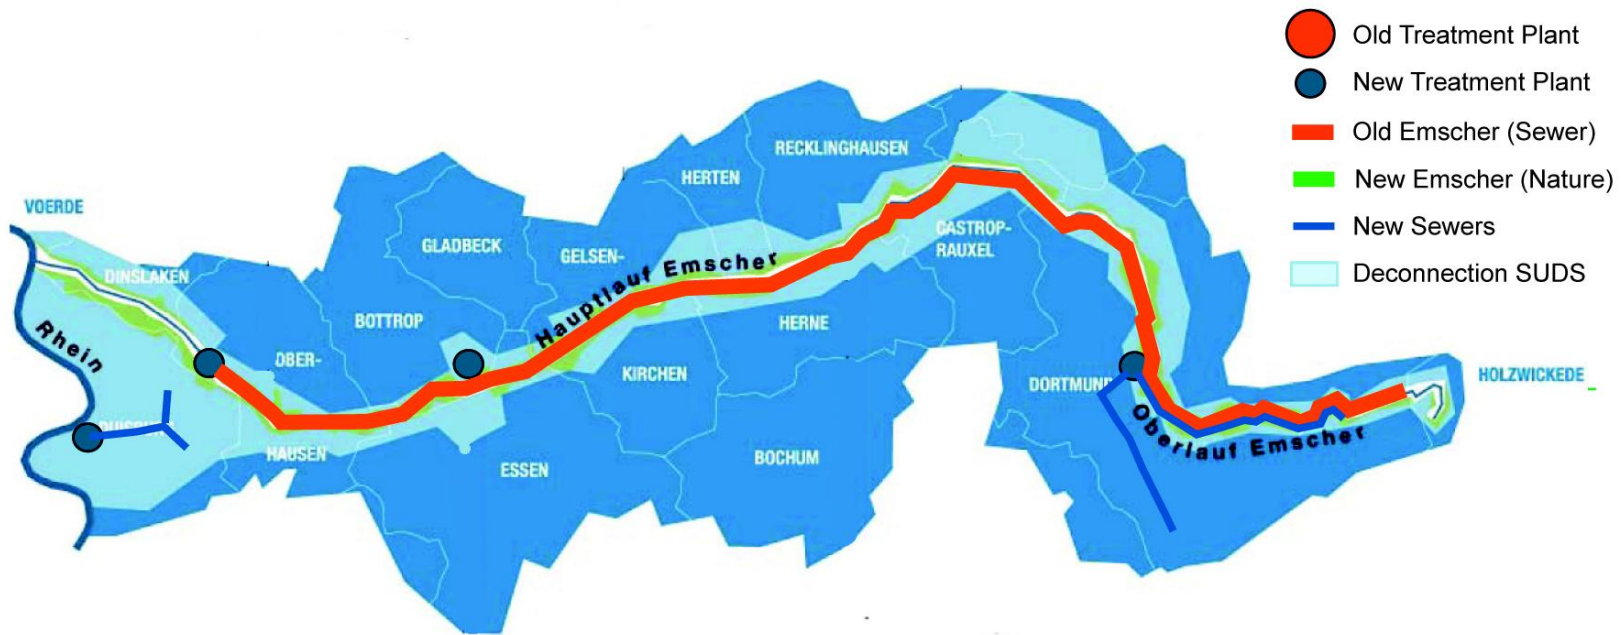 Old Treatment Plant
New Treatment Plant
Old Emscher (Sewer)
New Emscher (Nature)
New Sewers
Deconnection SUDS
RECKLINGHAUSEN
HERTEN
VOERDE
GLADBECK
GELSEN-
CASTROP-
RAUXEL
DINSLAKEN
Hauptlauf Emscher
BOTTROP
HERNE
Rhein
OBER-
KIRCHEN
DORTMUND
HOLZWICKEDE
Oberlauf Emscher
DUISBURG
HAUSEN
ESSEN
BOCHUM